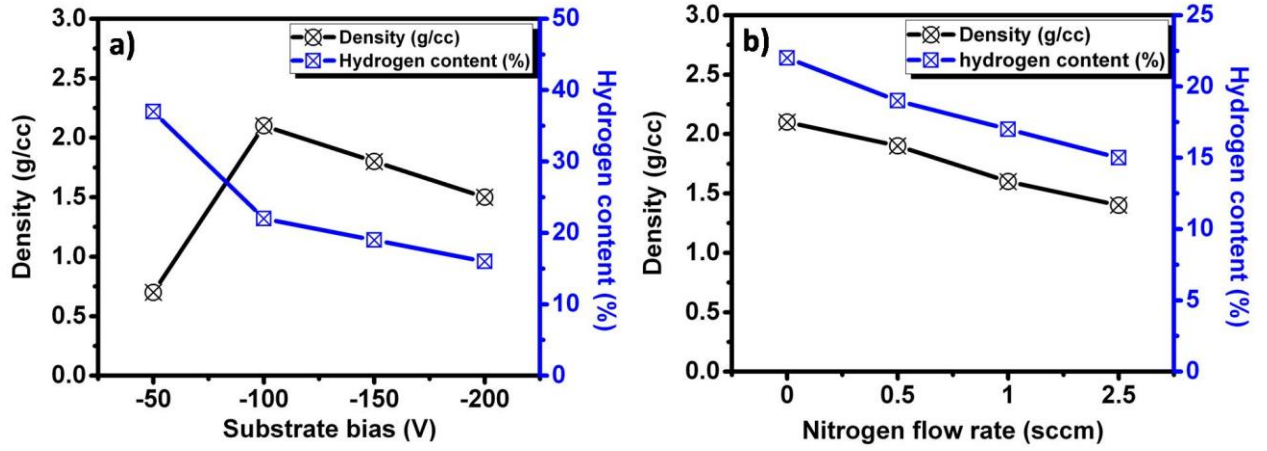 a)
Density (g/cc)
Hydrogen content (%)
3.0
2.5
2.0
1.5
1.0
0.5
0.0
Density (g/cc)
50
40
30
20
10
0
Hydrogen content (%)
-50 -100 -150 -200
Substrate bias (V)
b)
Density (g/cc)
hydrogen content (%)
3.0
2.5
2.0
1.5
1.0
0.5
0.0
Density (g/cc)
25
20
15
10
5
0
Hydrogen content (%)
0 0.5 1 2.5
Nitrogen flow rate (sccm)